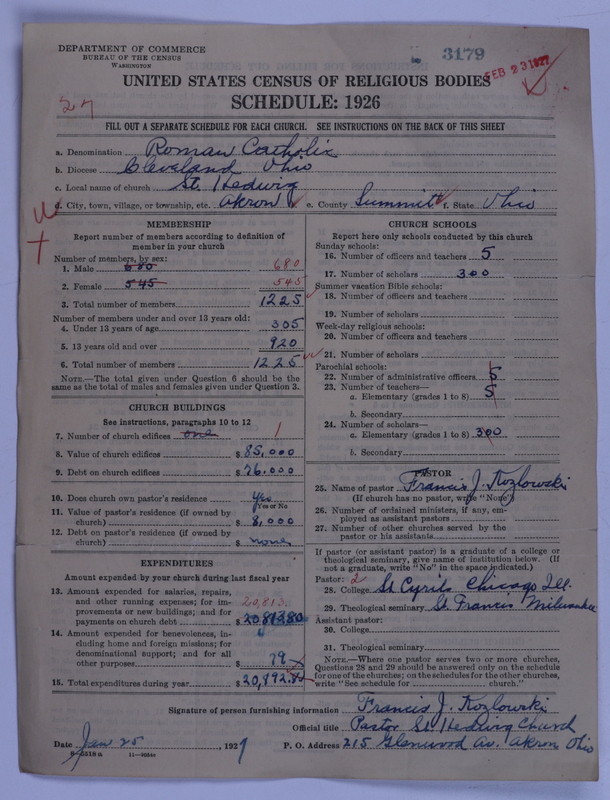 DEPARTMENT OF COMMERCE
BUREAU OF THE CENSUS
WASHINGTON
3179
FEB 23 1927
UNITED STATES CENSUS OF RELIGIOUS BODIES
SCHEDULE: 1926
FILL OUT A SEPARATE SCHEDULE FOR EACH CHURCH. SEE INSTRUCTIONS ON THE BACK OF THIS SHEET
a. Denomination Roman Catholic
b. Diocese Cleveland Ohio
c. Local name of church St. Hedwig
d. City, town, village, or township, etc. Akron e. County Summit f. State Ohio
MEMBERSHIP
Report number of members according to definition of member in your church
Number of members, by sex:
1. Male 680 680
2. Female 545 545
3. Total number of members 1225
Number of members under and over 13 years old:
4. Under 13 years of age 305
5. 13 years old and over 920
6. Total number of members 1225
NOTE.—The total given under Question 6 should be the same as the total of males and females given under Question 3.
CHURCH BUILDINGS
See instructions, paragraphs 10 to 12
7. Number of church edifices one 1
8. Value of church edifices $ 85,000
9. Debt on church edifices $ 76.000
10. Does church own pastor's residence Yes
Yes or No
11. Value of pastor's residence (if owned by church) $ 8,000
12. Debt on pastor's residence (if owned by church) $ none
EXPENDITURES
Amount expended by your church during last fiscal year
13. Amount expended for salaries, repairs, and other running expenses; for improvements or new buildings; and for payments on church debt 20,813. $ 20,813.80
14. Amount expended for benevolences, including home and foreign missions; for denominational support; and for all other purposes $ 79
15. Total expenditures during year $ 20,892.
CHURCH SCHOOLS
Report here only schools conducted by this church
Sunday schools:
16. Number of officers and teachers 5
17. Number of scholars 300
Summer vacation Bible schools:
18. Number of officers and teachers
19. Number of scholars
Week-day religious schools:
20. Number of officers and teachers
21. Number of scholars
Parochial schools:
22. Number of administrative officers 5
23. Number of teachers—
a. Elementary (grades 1 to 8) 5
b. Secondary
24. Number of scholars—
a. Elementary (grades 1 to 8) 300
b. Secondary
PASTOR
25. Name of pastor Francis J. Kozlowski
(If church has no pastor, write "None")
26. Number of ordained ministers, if any, employed as assistant pastors
27. Number of other churches served by the pastor or his assistants
If pastor (or assistant pastor) is a graduate of a college or theological seminary, give name of institution below. (If not a graduate, write "No" in the space indicated.)
Pastor: 2
28. College St Cyrils Chicago Ill.
29. Theological seminary St. Francis Milwaukee
Assistant pastor:
30. College
31. Theological seminary
NOTE.—Where one pastor serves two or more churches, Questions 28 and 29 should be answered only on the schedule for one of the churches; on the schedules for the other churches, write "See schedule for church."
Signature of person furnishing information Francis J. Kozlowski
Official title Pastor St. Hedwig Church
Date Jan 25, 1927 P. O. Address 215 Glenwood Av. Akron Ohio